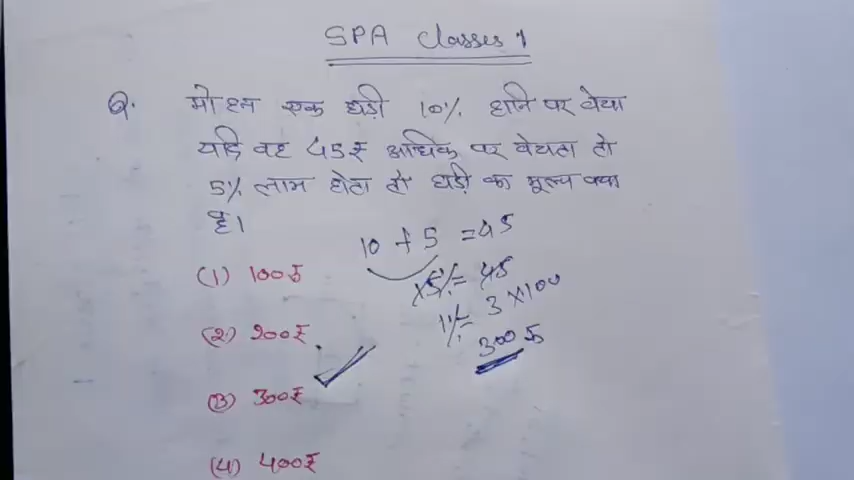 SPA Classes 1
Q. मोहन एक घड़ी 10% हानि पर बेचा
यदि वह 45₹ अधिक पर बेचता तो
5% लाभ होता तो घड़ी का मूल्य क्या
है।
10 + 5 = 45
(1) 100₹
15% = 45
1% = 3 × 100
300₹
(2) 200₹
(3) 300₹
(4) 400₹